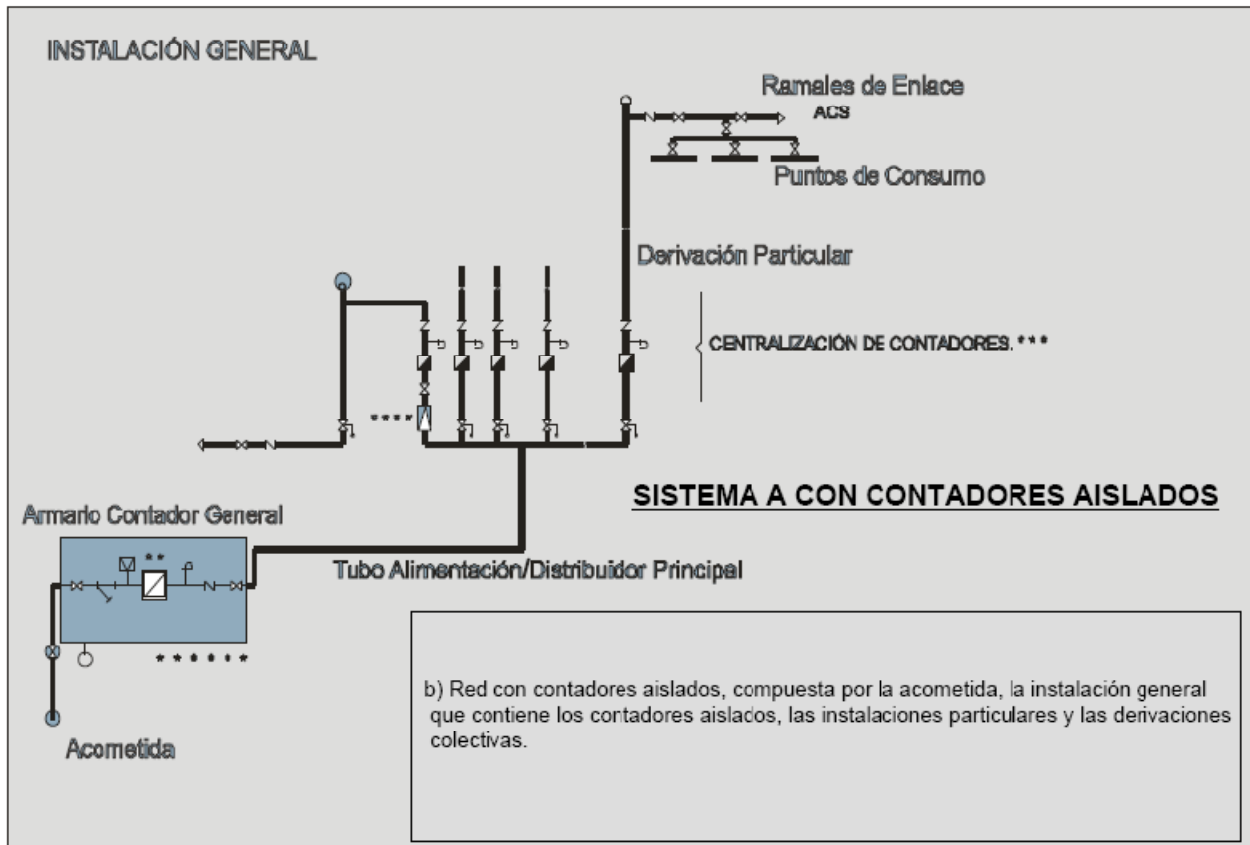 INSTALACIÓN GENERAL
Ramales de Enlace
ACS
Puntos de Consumo
Derivación Particular
CENTRALIZACIÓN DE CONTADORES. * * *
* * * *
SISTEMA A CON CONTADORES AISLADOS
Armario Contador General
* *
Tubo Alimentación/Distribuidor Principal
* * * * * *
Acometida
b) Red con contadores aislados, compuesta por la acometida, la instalación general
que contiene los contadores aislados, las instalaciones particulares y las derivaciones
colectivas.